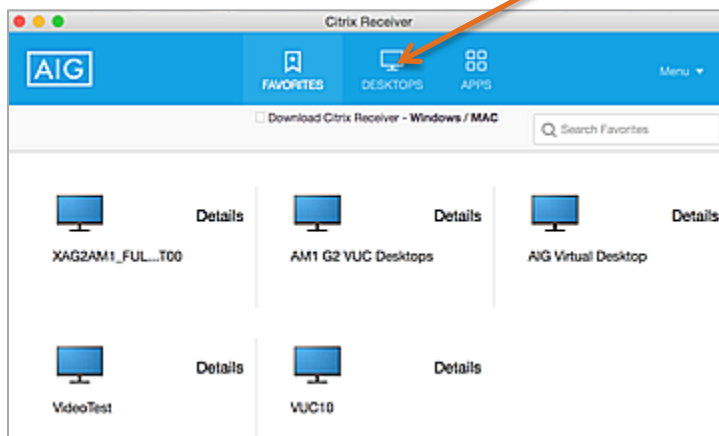 Citrix Receiver
AIG
FAVORITES DESKTOPS APPS Menu
Download Citrix Receiver - Windows / MAC
Search Favorites
Details Details Details
XAG2AM1_FUL...T00 AM1 G2 VUC Desktops AIG Virtual Desktop
Details Details
VideoTest VUC10